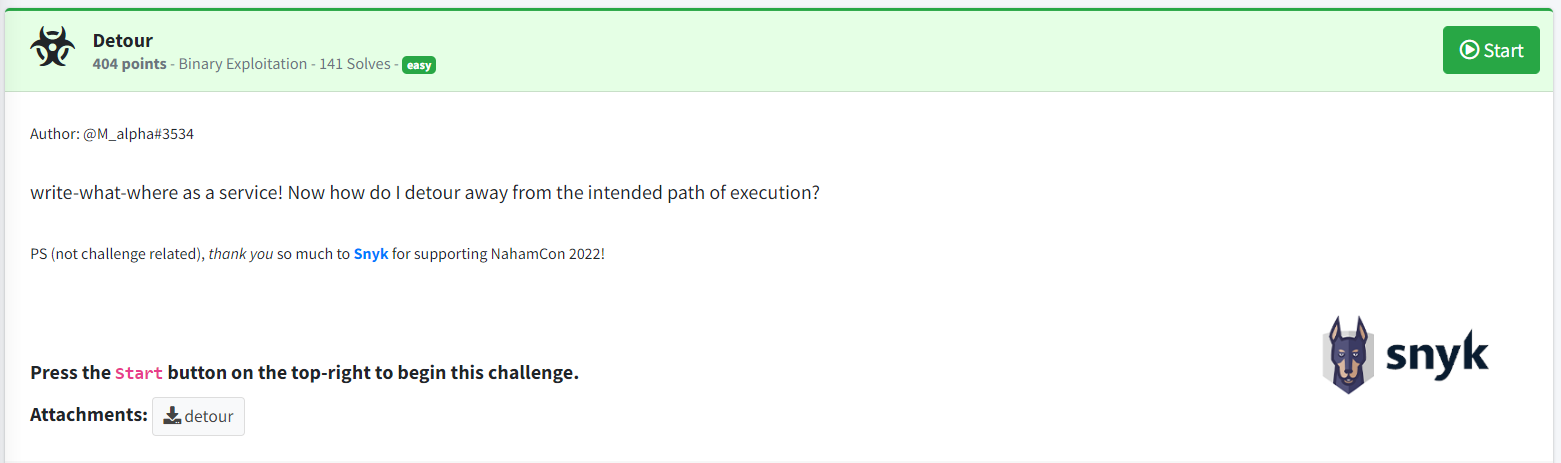 Detour
404 points - Binary Exploitation - 141 Solves - easy
Start
Author: @M_alpha#3534
write-what-where as a service! Now how do I detour away from the intended path of execution?
PS (not challenge related), thank you so much to Snyk for supporting NahamCon 2022!
snyk
Press the Start button on the top-right to begin this challenge.
Attachments: detour